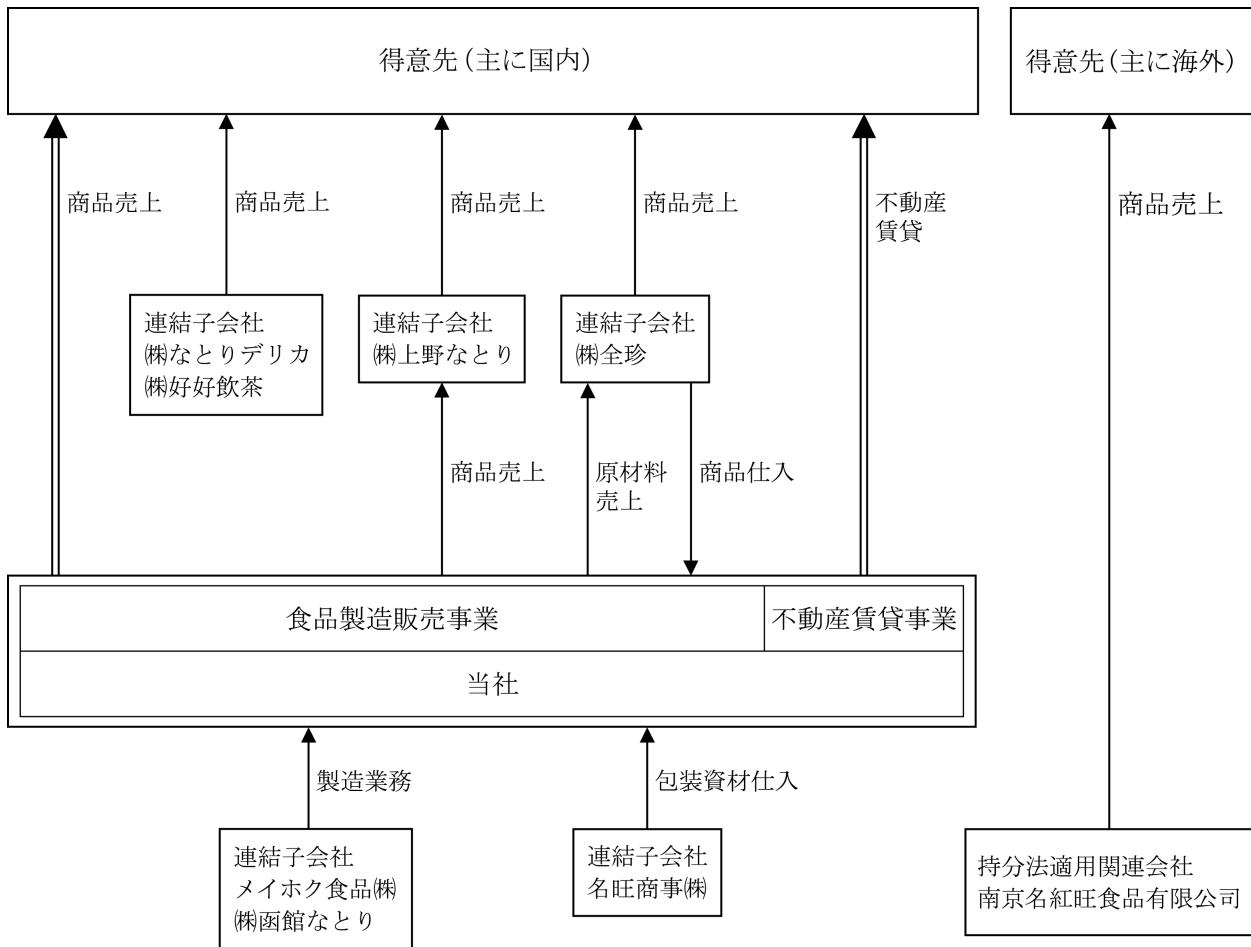 得意先(主に国内)
得意先(主に海外)
商品売上
商品売上
商品売上
商品売上
不動産
賃貸
商品売上
連結子会社
㈱なとりデリカ
㈱好好飲茶
連結子会社
㈱上野なとり
連結子会社
㈱全珍
商品売上
原材料
売上
商品仕入
食品製造販売事業
不動産賃貸事業
当社
製造業務
包装資材仕入
連結子会社
メイホク食品㈱
㈱函館なとり
連結子会社
名旺商事㈱
持分法適用関連会社
南京名紅旺食品有限公司